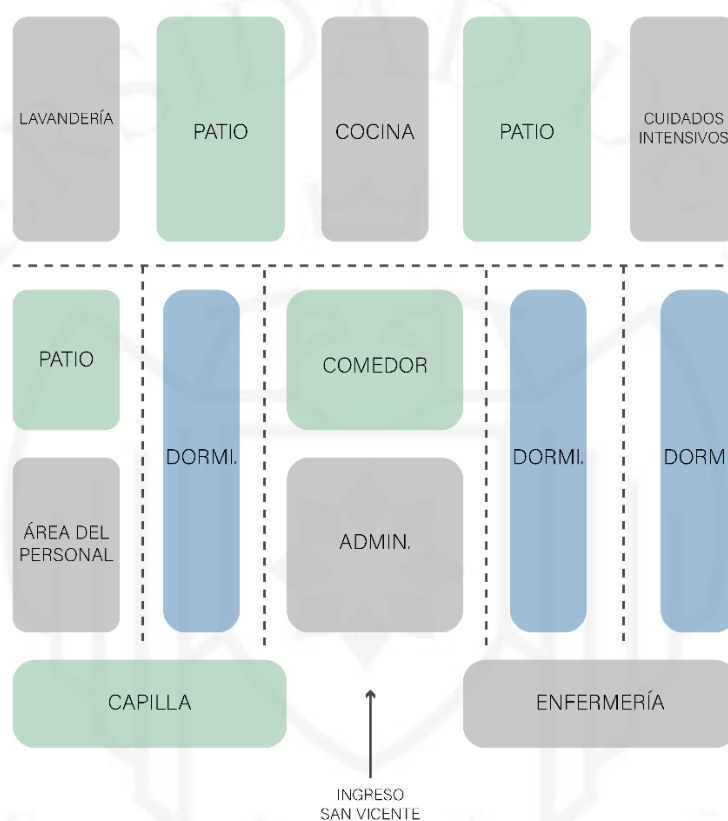 LAVANDERÍA
PATIO
COCINA
PATIO
CUIDADOS
INTENSIVOS
PATIO
COMEDOR
DORMI.
DORMI.
DORM
ÁREA DEL
PERSONAL
ADMIN.
CAPILLA
ENFERMERÍA
INGRESO
SAN VICENTE